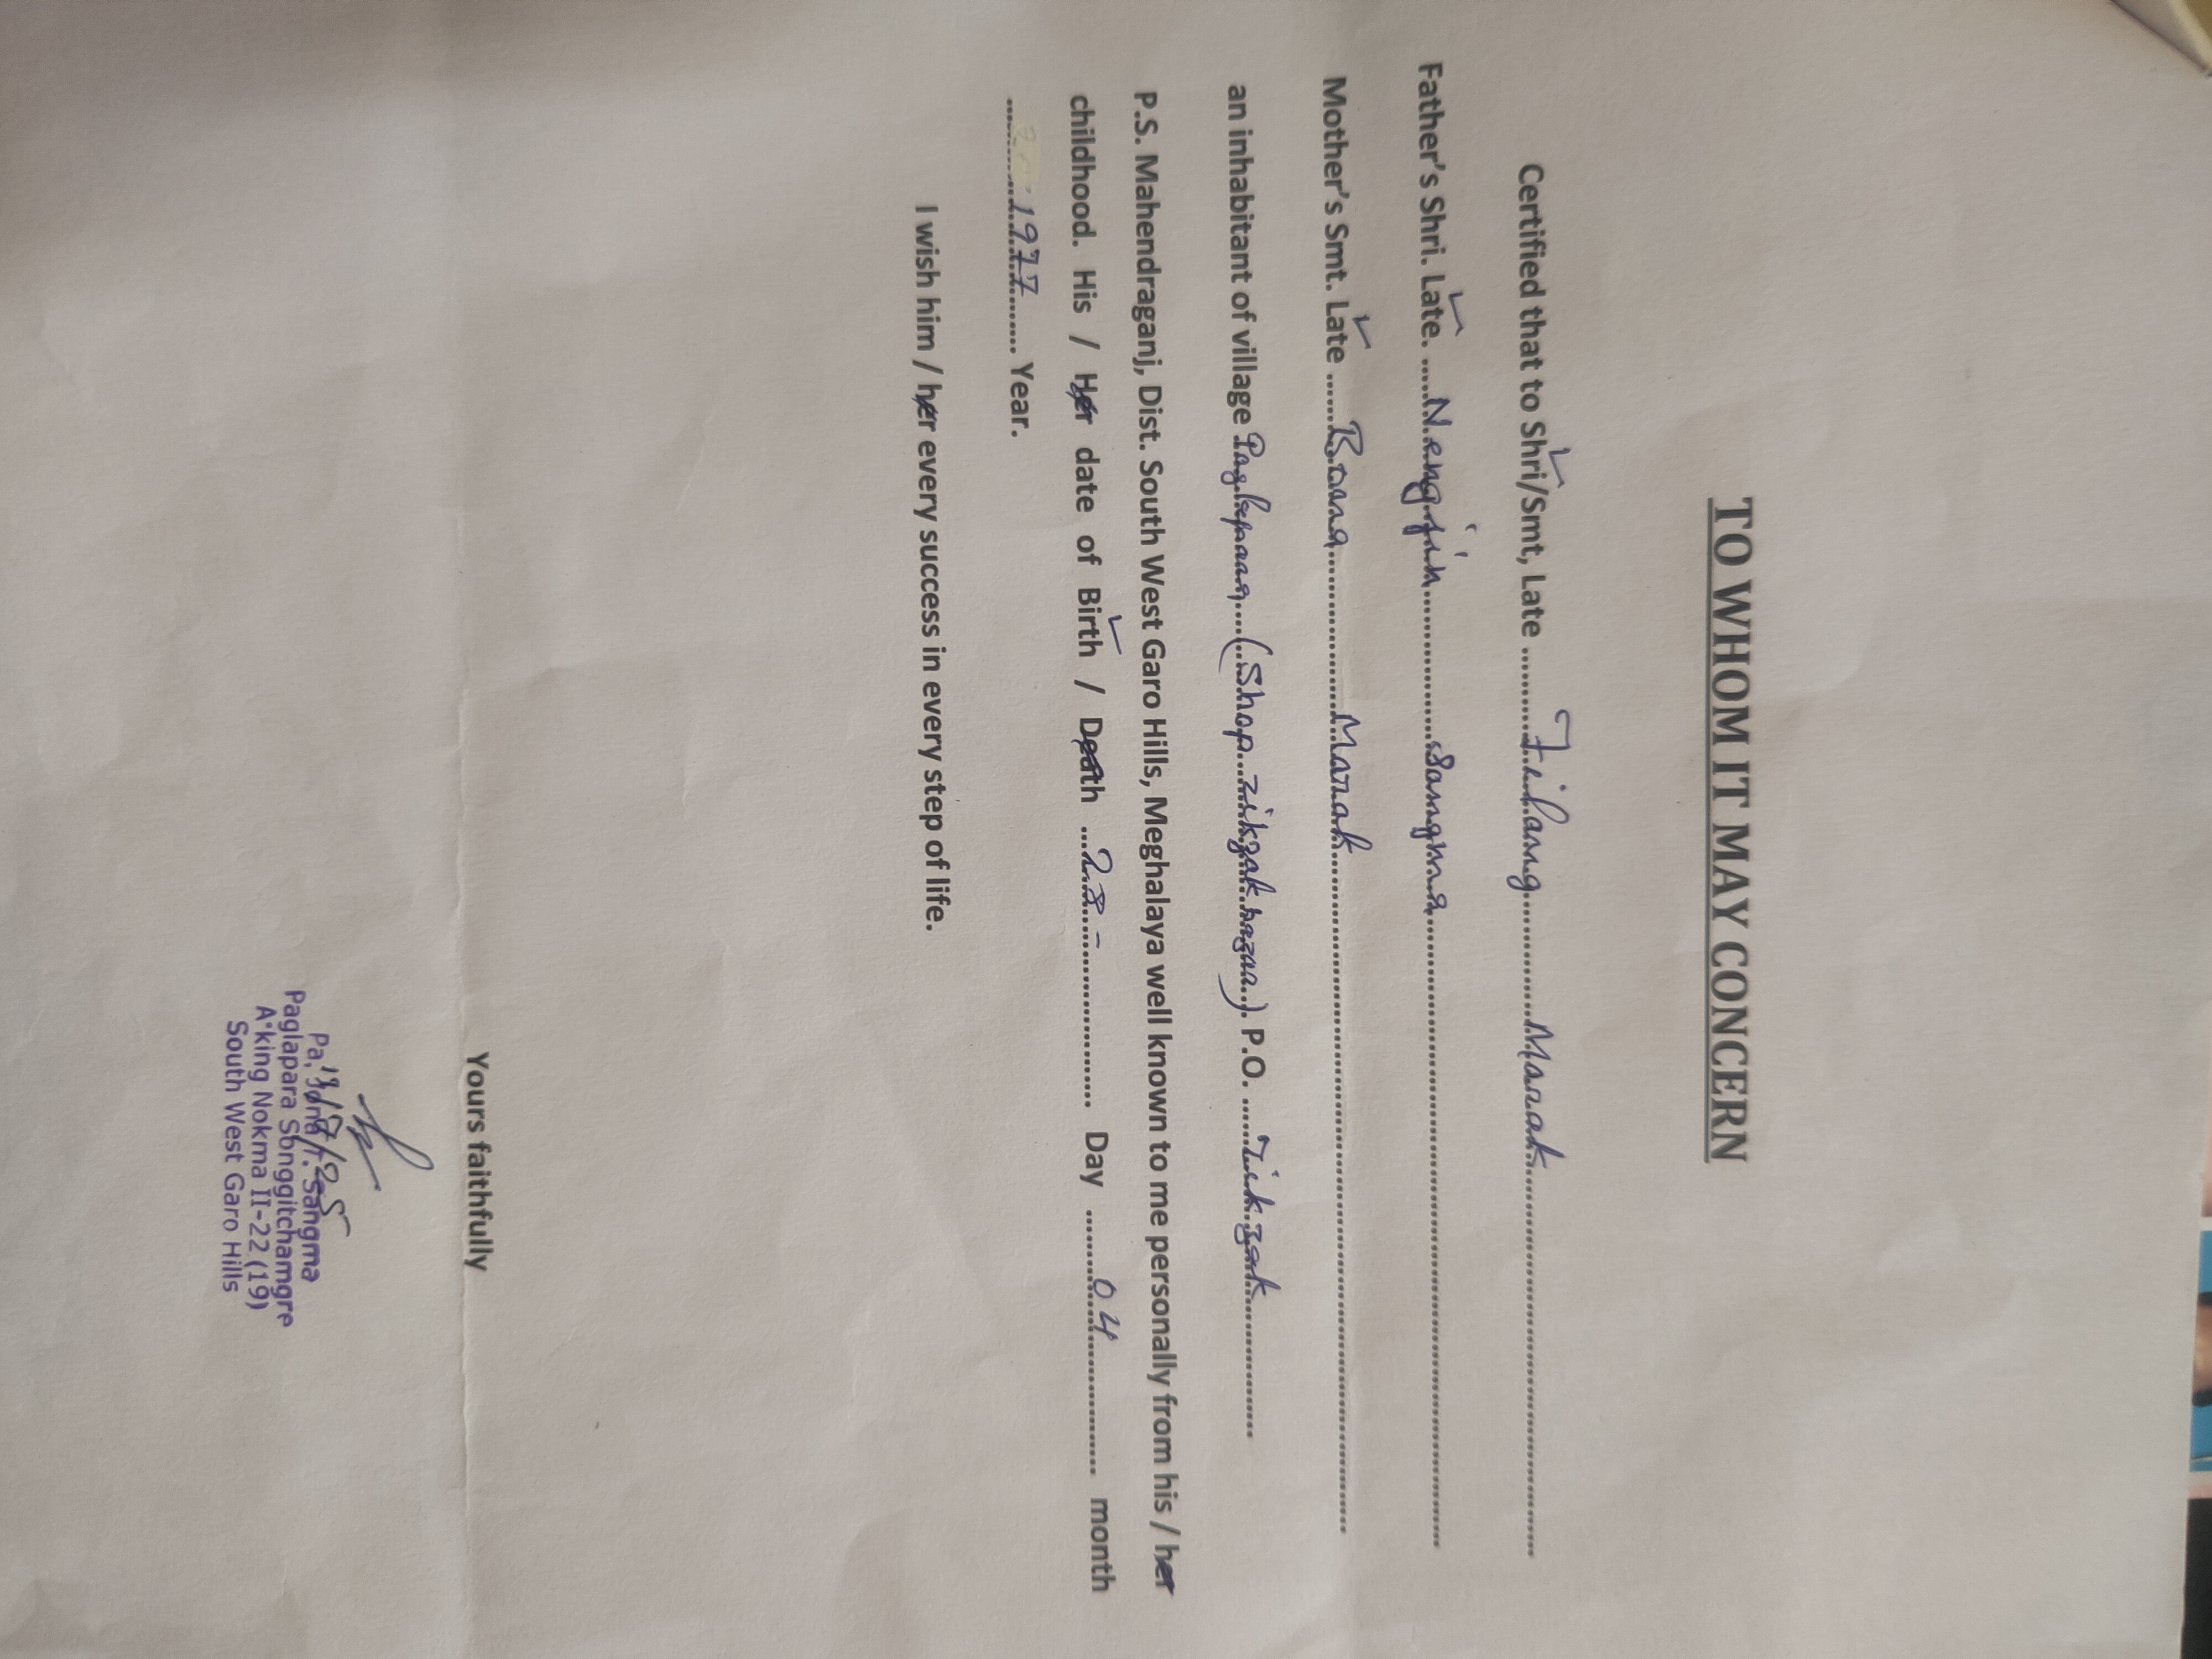 TO WHOM IT MAY CONCERN
Certified that to Shri/Smt, Late ..........Tilang..........Marak..........
Father's Shri. Late. ......Nengjin..........Sangma..........
Mother's Smt. Late .......Rona..........Marak..........
an inhabitant of village Paglapara....(Shop Zikzak bazar). P.O. ......Zikzak..........
P.S. Mahendraganj, Dist. South West Garo Hills, Meghalaya well known to me personally from his / her
childhood. His / Her date of Birth / Death ...28-.......... Day ..........04.......... month
..........1977.......... Year.
I wish him / her every success in every step of life.
Yours faithfully
Sangma
Paglapara Songgitchamgre
A·king Nokma II-22 (19)
South West Garo Hills